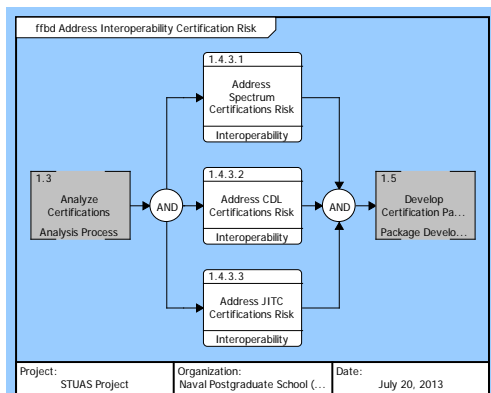 ffbd Address Interoperability Certification Risk
1.4.3.1
Address
Spectrum
Certifications Risk
Interoperability
1.3
Analyze
Certifications
Analysis Process
AND
1.4.3.2
Address CDL
Certifications Risk
Interoperability
AND
1.5
Develop
Certification Pa...
Package Develo...
1.4.3.3
Address JITC
Certifications Risk
Interoperability
Project:
STUAS Project
Organization:
Naval Postgraduate School (...
Date:
July 20, 2013